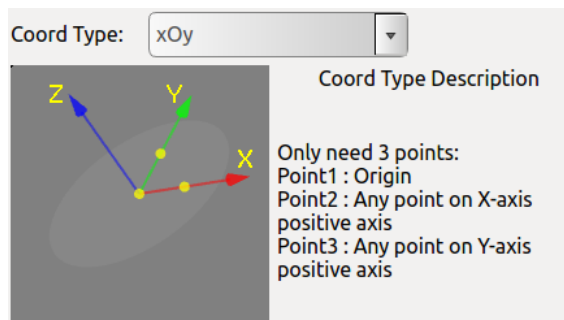 Coord Type: xOy
Coord Type Description
Z
Y
X
Only need 3 points:
Point1 : Origin
Point2 : Any point on X-axis
positive axis
Point3 : Any point on Y-axis
positive axis